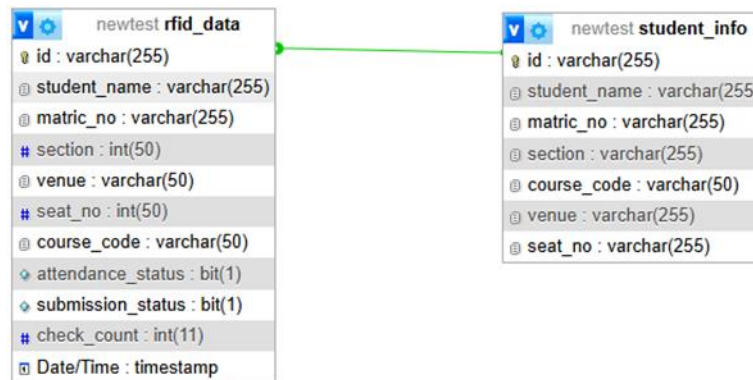 v newtest rfid_data
id : varchar(255)
student_name : varchar(255)
matric_no : varchar(255)
# section : int(50)
venue : varchar(50)
# seat_no : int(50)
course_code : varchar(50)
attendance_status : bit(1)
submission_status : bit(1)
# check_count : int(11)
Date/Time : timestamp
v newtest student_info
id : varchar(255)
student_name : varchar(255
matric_no : varchar(255)
section : varchar(255)
course_code : varchar(50)
venue : varchar(255)
seat_no : varchar(255)